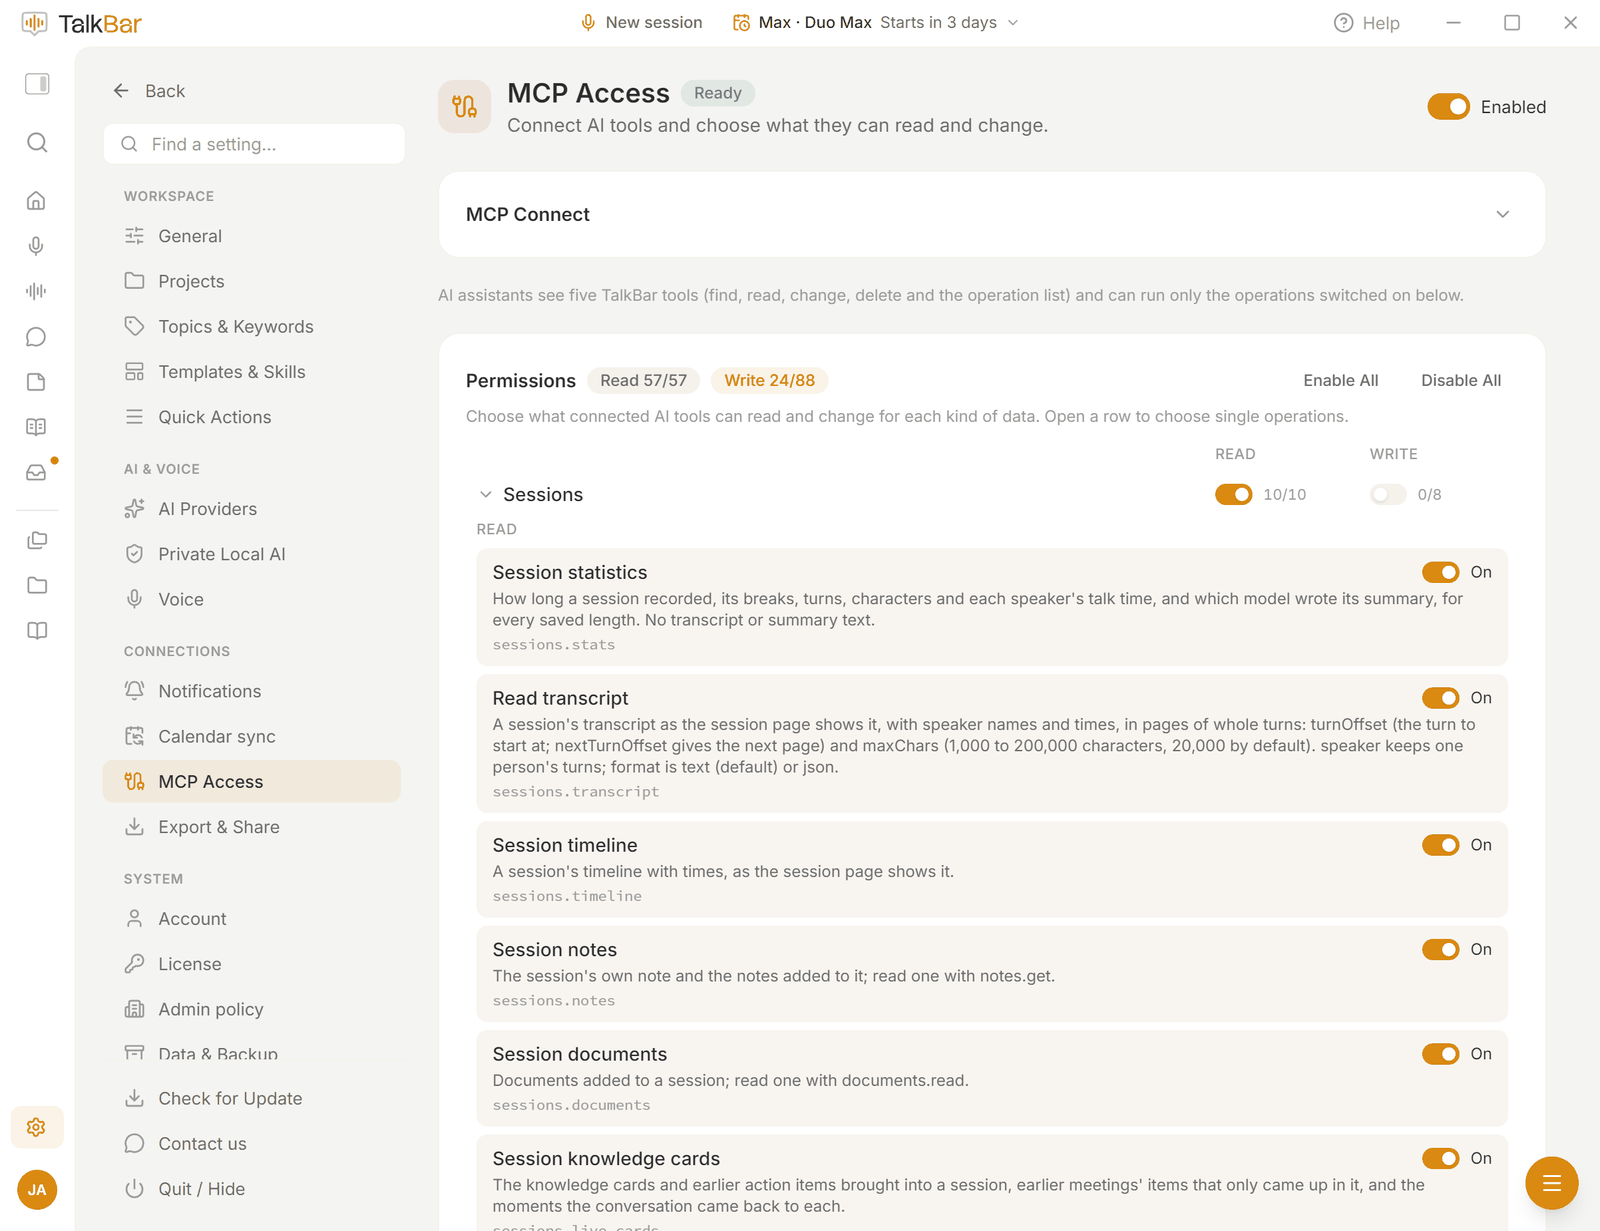 TalkBar
New session
Max · Duo Max Starts in 3 days
Help
Back
Find a setting...
WORKSPACE
General
Projects
Topics & Keywords
Templates & Skills
Quick Actions
AI & VOICE
AI Providers
Private Local AI
Voice
CONNECTIONS
Notifications
Calendar sync
MCP Access
Export & Share
SYSTEM
Account
License
Admin policy
Data & Backup
Check for Update
Contact us
Quit / Hide
JA
MCP Access Ready
Connect AI tools and choose what they can read and change.
Enabled
MCP Connect
AI assistants see five TalkBar tools (find, read, change, delete and the operation list) and can run only the operations switched on below.
Permissions Read 57/57 Write 24/88
Enable All Disable All
Choose what connected AI tools can read and change for each kind of data. Open a row to choose single operations.
READ WRITE
Sessions 10/10 0/8
READ
Session statistics On
How long a session recorded, its breaks, turns, characters and each speaker's talk time, and which model wrote its summary, for
every saved length. No transcript or summary text.
sessions.stats
Read transcript On
A session's transcript as the session page shows it, with speaker names and times, in pages of whole turns: turnOffset (the turn to
start at; nextTurnOffset gives the next page) and maxChars (1,000 to 200,000 characters, 20,000 by default). speaker keeps one
person's turns; format is text (default) or json.
sessions.transcript
Session timeline On
A session's timeline with times, as the session page shows it.
sessions.timeline
Session notes On
The session's own note and the notes added to it; read one with notes.get.
sessions.notes
Session documents On
Documents added to a session; read one with documents.read.
sessions.documents
Session knowledge cards On
The knowledge cards and earlier action items brought into a session, earlier meetings' items that only came up in it, and the
moments the conversation came back to each.
sessions.live_cards